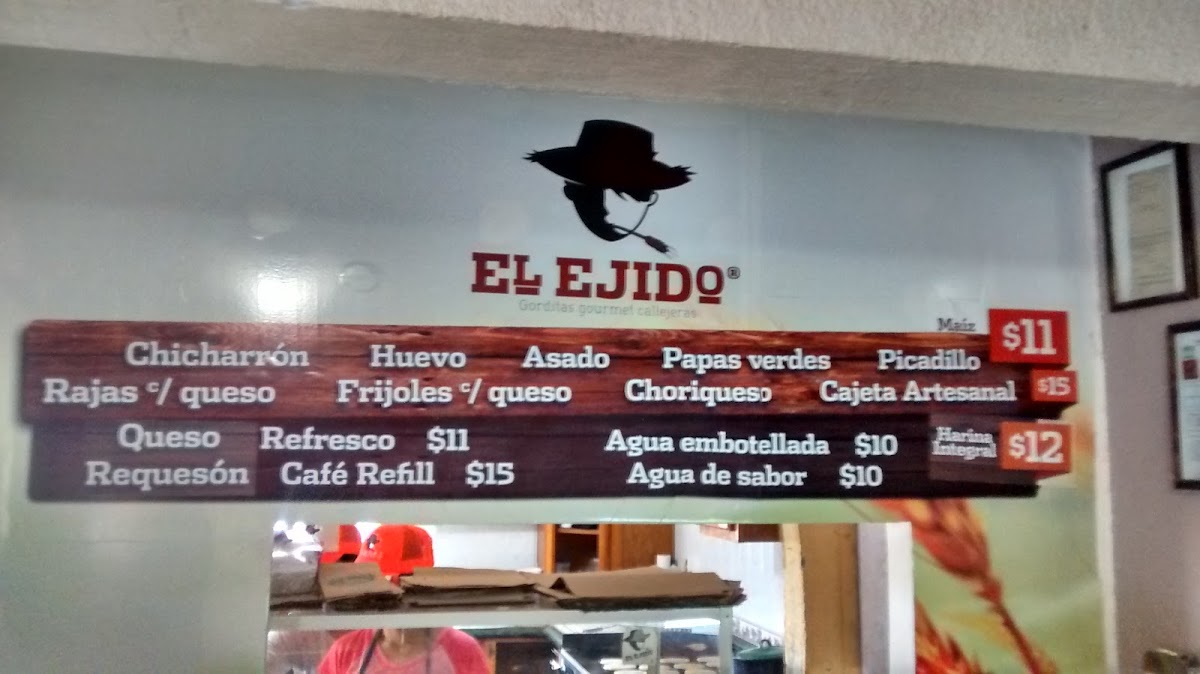 EL EJIDO®
Gorditas gourmet callejeras
Maíz $11
Chicharrón Huevo Asado Papas verdes Picadillo
Rajas c/ queso Frijoles c/ queso Choriqueso Cajeta Artesanal $15
Queso Refresco $11 Agua embotellada $10 Harina Integral $12
Requesón Café Refill $15 Agua de sabor $10